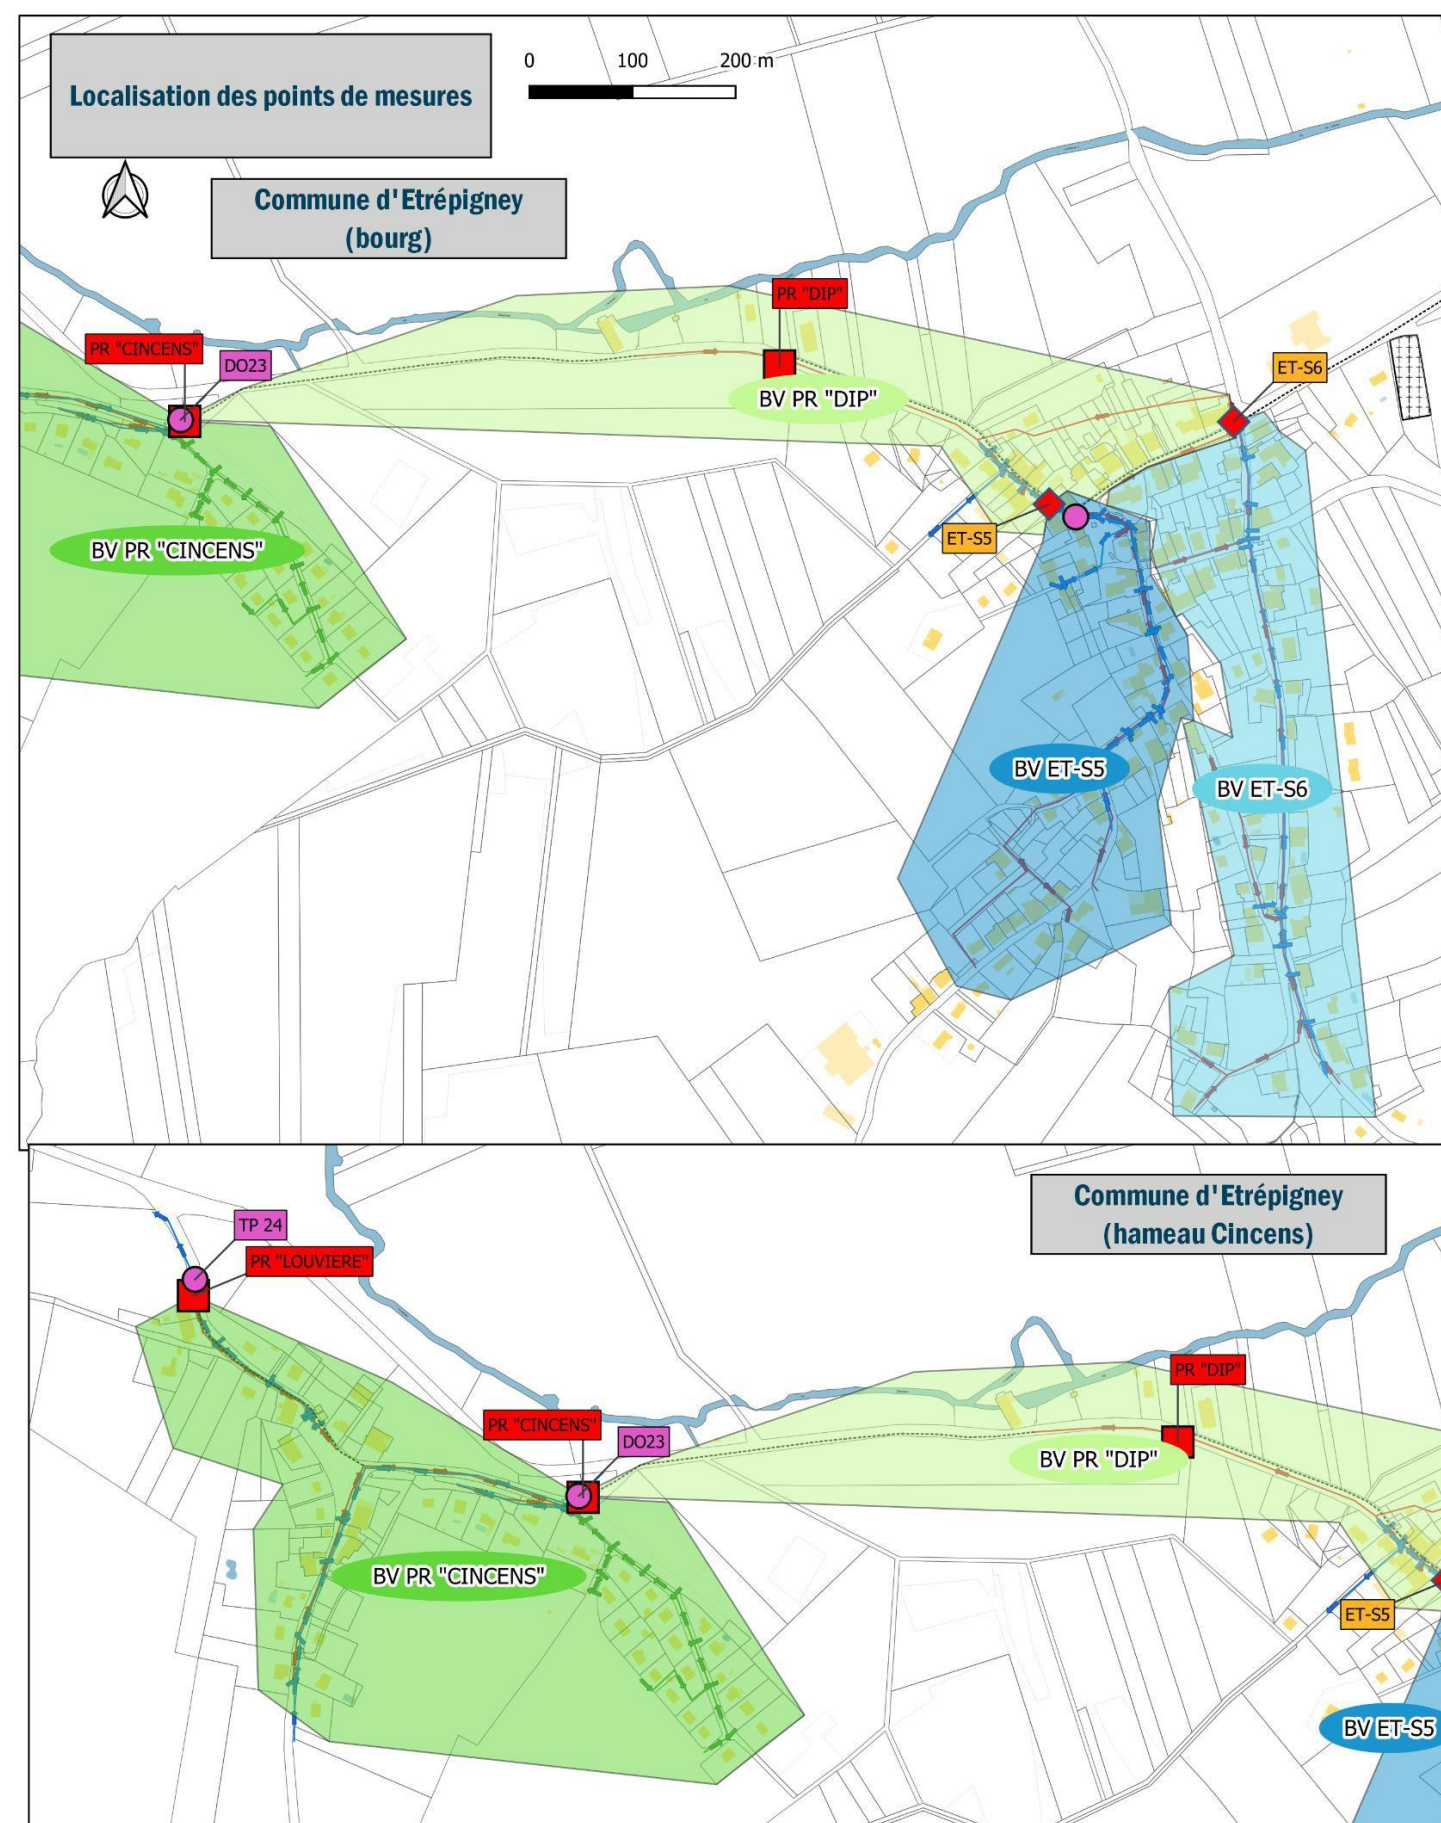 Localisation des points de mesures
0 100 200 m
Commune d'Etrépigney
(bourg)
PR "DIP"
PR "CINCENS"
DO23
ET-S6
BV PR "DIP"
ET-S5
BV PR "CINCENS"
BV ET-S5
BV ET-S6
Commune d'Etrépigney
(hameau Cincens)
TP 24
PR "LOUVIERE"
PR "DIP"
PR "CINCENS"
DO23
BV PR "DIP"
BV PR "CINCENS"
ET-S5
BV ET-S5